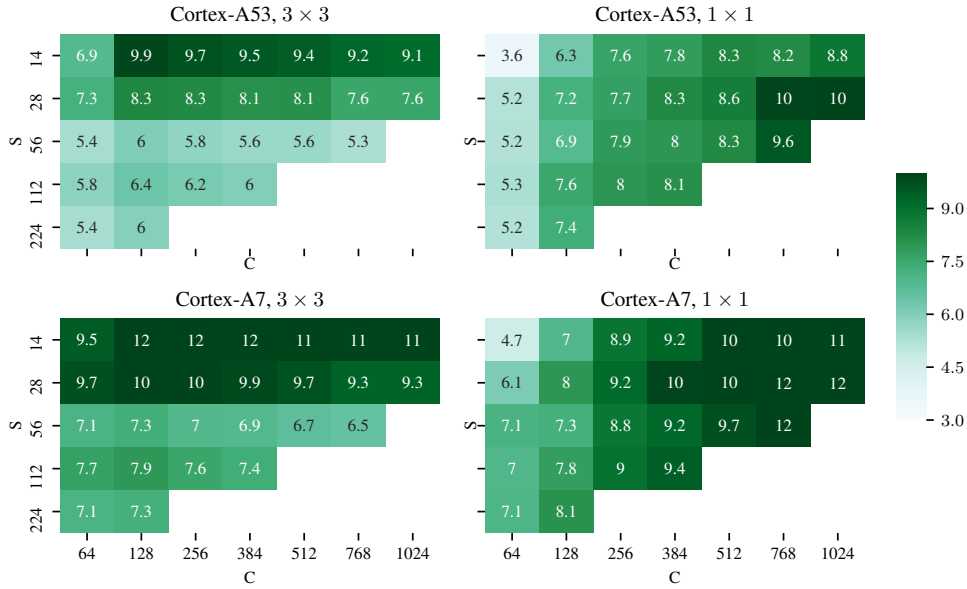 Cortex-A53, 3 × 3
Cortex-A53, 1 × 1
14 6.9 9.9 9.7 9.5 9.4 9.2 9.1
28 7.3 8.3 8.3 8.1 8.1 7.6 7.6
S 56 5.4 6 5.8 5.6 5.6 5.3
112 5.8 6.4 6.2 6
224 5.4 6
C
3.6 6.3 7.6 7.8 8.3 8.2 8.8
5.2 7.2 7.7 8.3 8.6 10 10
S 5.2 6.9 7.9 8 8.3 9.6
5.3 7.6 8 8.1
5.2 7.4
C
Cortex-A7, 3 × 3
Cortex-A7, 1 × 1
14 9.5 12 12 12 11 11 11
28 9.7 10 10 9.9 9.7 9.3 9.3
S 56 7.1 7.3 7 6.9 6.7 6.5
112 7.7 7.9 7.6 7.4
224 7.1 7.3
64 128 256 384 512 768 1024
C
4.7 7 8.9 9.2 10 10 11
6.1 8 9.2 10 10 12 12
S 7.1 7.3 8.8 9.2 9.7 12
7 7.8 9 9.4
7.1 8.1
64 128 256 384 512 768 1024
C
9.0
7.5
6.0
4.5
3.0